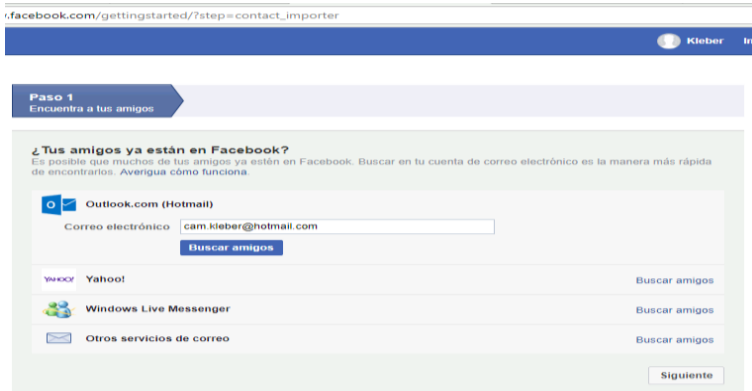 .facebook.com/gettingstarted/?step=contact_importer
Kleber In
Paso 1
Encuentra a tus amigos
¿Tus amigos ya están en Facebook?
Es posible que muchos de tus amigos ya estén en Facebook. Buscar en tu cuenta de correo electrónico es la manera más rápida
de encontrarlos. Averigua cómo funciona.
Outlook.com (Hotmail)
Correo electrónico cam.kleber@hotmail.com
Buscar amigos
YAHOO! Yahoo! Buscar amigos
Windows Live Messenger Buscar amigos
Otros servicios de correo Buscar amigos
Siguiente